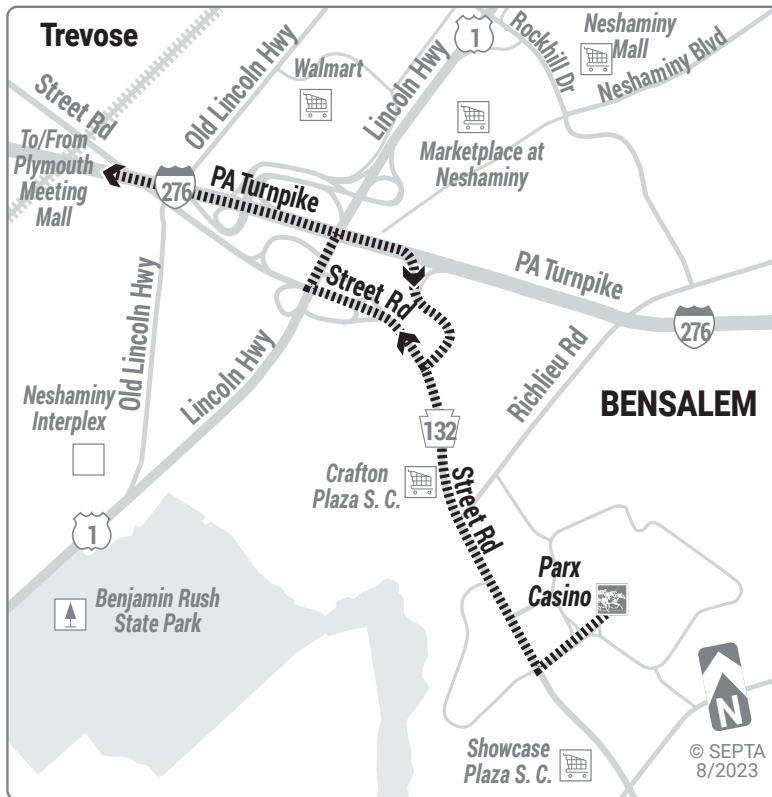 Trevose
Street Rd
To/From
Plymouth
Meeting
Mall
Old Lincoln Hwy
Walmart
Lincoln Hwy
1
Rockhill Dr
Neshaminy
Mall
Neshaminy Blvd
Marketplace at
Neshaminy
276
PA Turnpike
Street Rd
PA Turnpike
276
Old Lincoln Hwy
Lincoln Hwy
Richlieu Rd
Neshaminy
Interplex
BENSALEM
132
Crafton
Plaza S. C.
Street Rd
1
Parx
Casino
Benjamin Rush
State Park
N
Showcase
Plaza S. C.
© SEPTA
8/2023